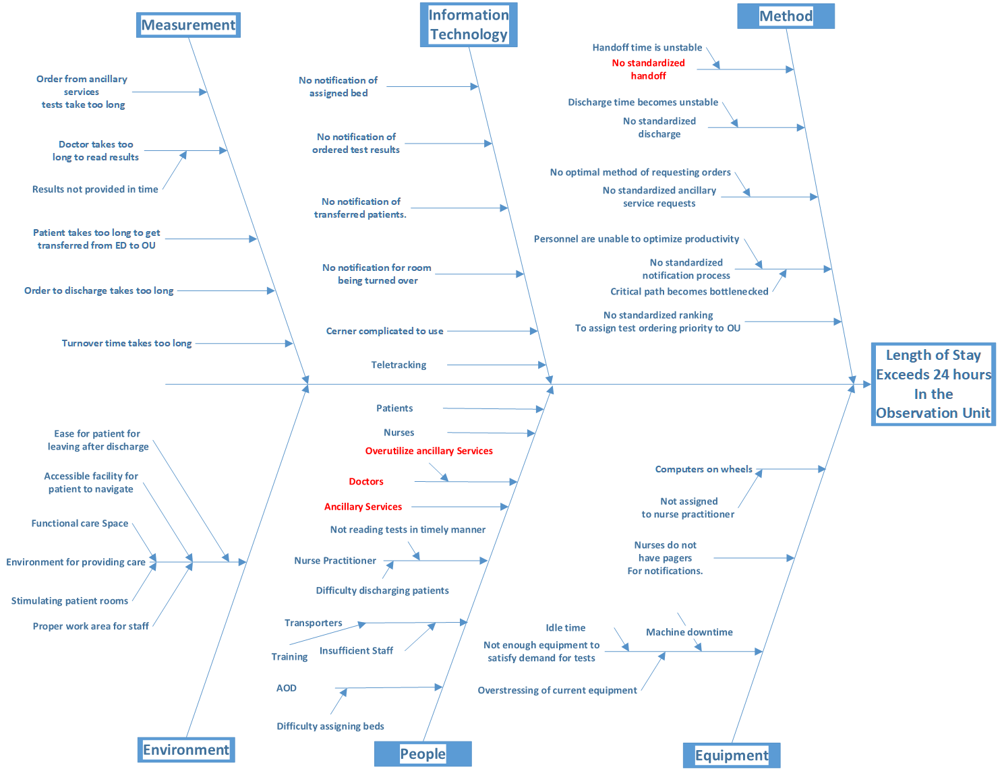 Measurement
Order from ancillary
services
tests take too long
Doctor takes too
long to read results
Results not provided in time
Patient takes too long to get
transferred from ED to OU
Order to discharge takes too long
Turnover time takes too long
Information
Technology
No notification of
assigned bed
No notification of
ordered test results
No notification of
transferred patients.
No notification for room
being turned over
Cerner complicated to use
Teletracking
Method
Handoff time is unstable
No standardized
handoff
Discharge time becomes unstable
No standardized
discharge
No optimal method of requesting orders
No standardized ancillary
service requests
Personnel are unable to optimize productivity
No standardized
notification process
Critical path becomes bottlenecked
No standardized ranking
To assign test ordering priority to OU
Length of Stay
Exceeds 24 hours
In the
Observation Unit
Ease for patient for
leaving after discharge
Accessible facility for
patient to navigate
Functional care Space
Environment for providing care
Stimulating patient rooms
Proper work area for staff
Environment
Patients
Nurses
Overutilize ancillary Services
Doctors
Ancillary Services
Not reading tests in timely manner
Nurse Practitioner
Difficulty discharging patients
Transporters
Training
Insufficient Staff
AOD
Difficulty assigning beds
People
Computers on wheels
Not assigned
to nurse practitioner
Nurses do not
have pagers
For notifications.
Idle time
Machine downtime
Not enough equipment to
satisfy demand for tests
Overstressing of current equipment
Equipment